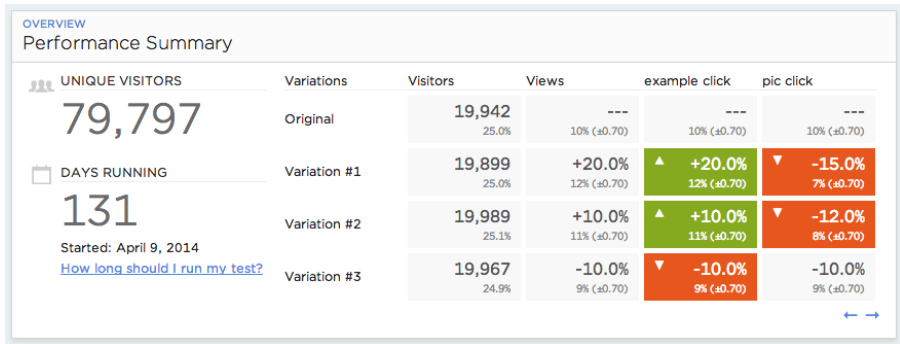 OVERVIEW
Performance Summary
UNIQUE VISITORS
79,797
DAYS RUNNING
131
Started: April 9, 2014
How long should I run my test?
Variations Visitors Views example click pic click
Original 19,942 --- --- ---
25.0% 10% (±0.70) 10% (±0.70) 10% (±0.70)
Variation #1 19,899 +20.0% ▲ +20.0% ▼ -15.0%
25.0% 12% (±0.70) 12% (±0.70) 7% (±0.70)
Variation #2 19,989 +10.0% ▲ +10.0% ▼ -12.0%
25.1% 11% (±0.70) 11% (±0.70) 8% (±0.70)
Variation #3 19,967 -10.0% ▼ -10.0% -10.0%
24.9% 9% (±0.70) 9% (±0.70) 9% (±0.70)
← →